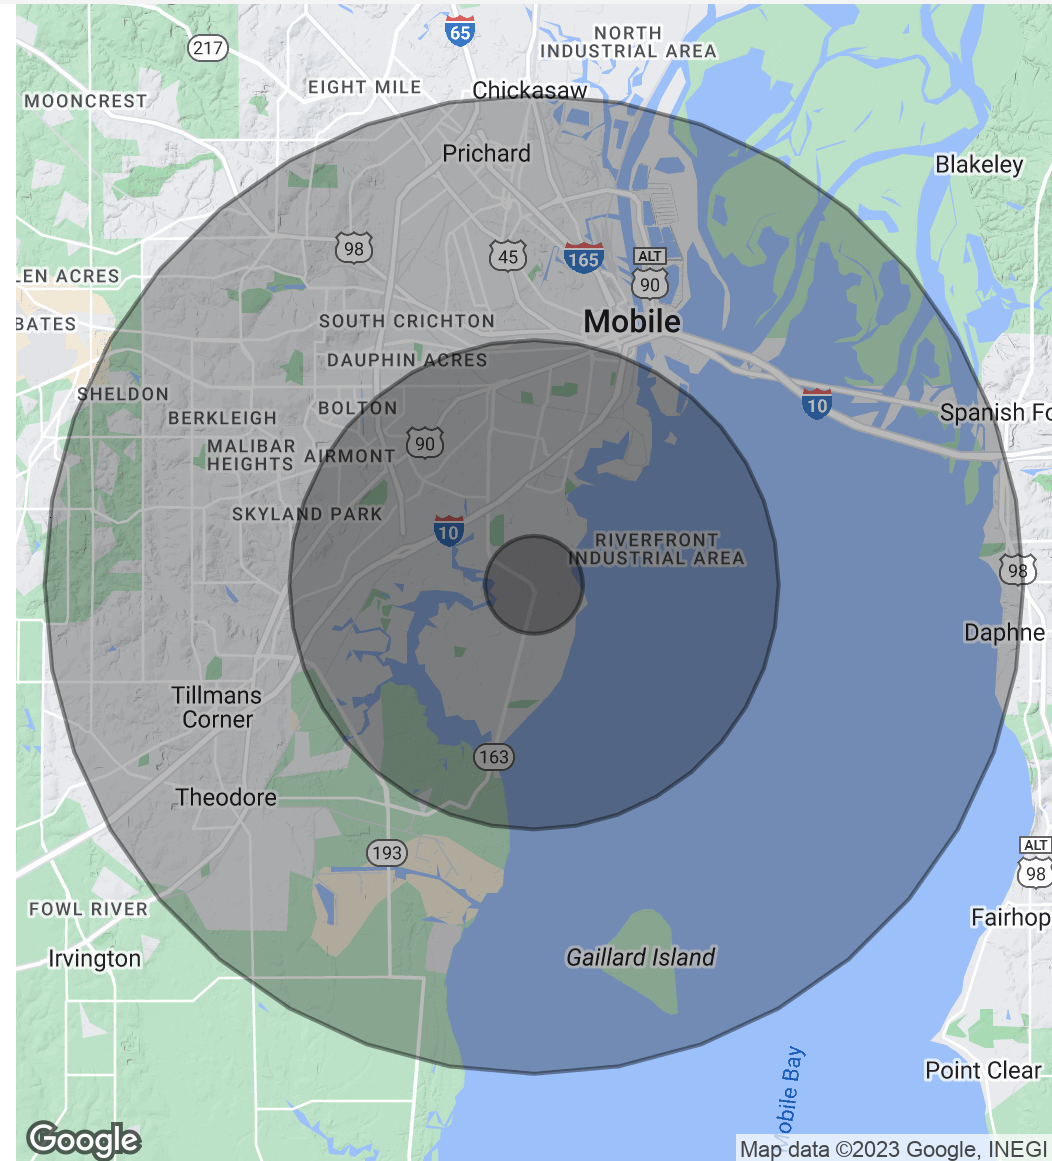 65
NORTH
INDUSTRIAL AREA
217
EIGHT MILE
Chickasaw
MOONCREST
Prichard
Blakeley
98
45
165
ALT
90
LEN ACRES
BATES
SOUTH CRICHTON
Mobile
DAUPHIN ACRES
SHELDON
BERKLEIGH
BOLTON
10
Spanish Fo
MALIBAR
HEIGHTS
AIRMONT
90
SKYLAND PARK
10
RIVERFRONT
INDUSTRIAL AREA
98
Daphne
Tillmans
Corner
163
Theodore
193
ALT
98
FOWL RIVER
Fairhop
Irvington
Gaillard Island
Point Clear
Mobile Bay
Google
Map data ©2023 Google, INEGI